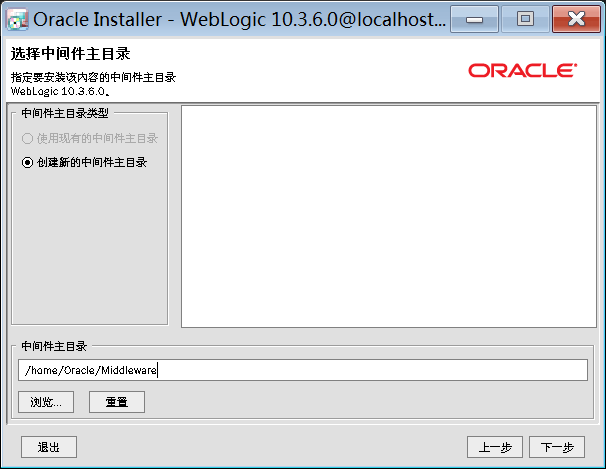 Oracle Installer - WebLogic 10.3.6.0@localhost...
选择中间件主目录
指定要安装该内容的中间件主目录
WebLogic 10.3.6.0。
ORACLE
中间件主目录类型
使用现有的中间件主目录
创建新的中间件主目录
中间件主目录
/home/Oracle/Middleware
浏览... 重置
退出 上一步 下一步